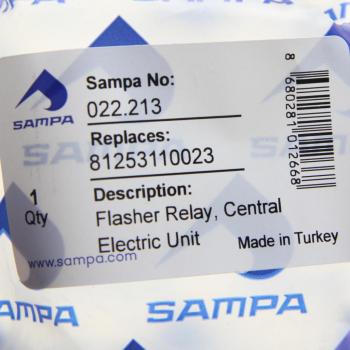 SAMPA
Sampa No:
022.213
Replaces:
81253110023
1
Qty
Description:
Flasher Relay, Central
Electric Unit
Made in Turkey
www.sampa.com
8 680281 012668
SAMPA
SAMPA